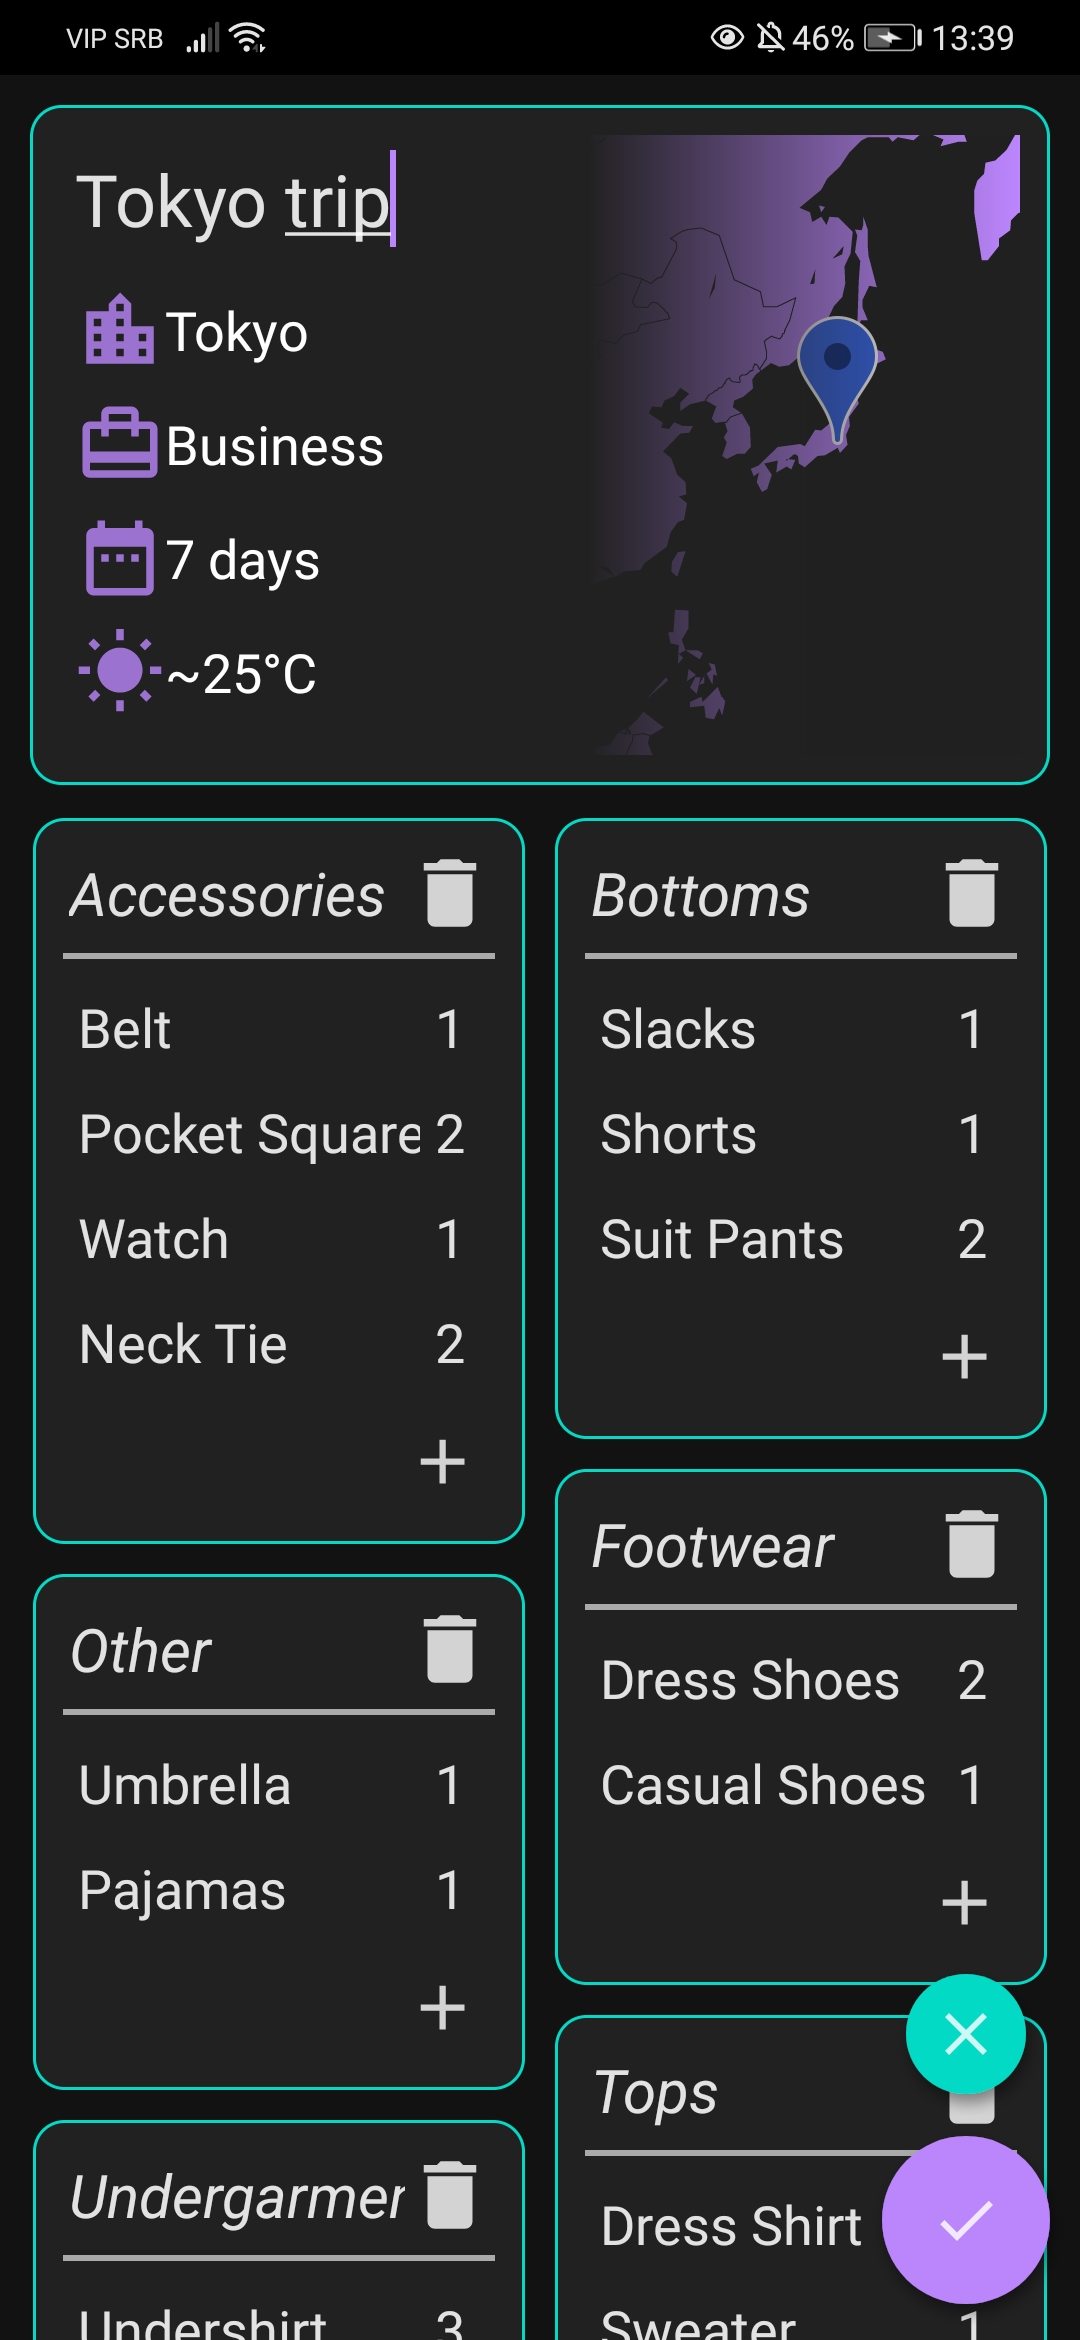 VIP SRB 46% 13:39
Tokyo trip
Tokyo
Business
7 days
~25°C
Accessories
Belt 1
Pocket Square 2
Watch 1
Neck Tie 2
+
Bottoms
Slacks 1
Shorts 1
Suit Pants 2
+
Other
Umbrella 1
Pajamas 1
+
Footwear
Dress Shoes 2
Casual Shoes 1
+
Undergarmen
Undershirt 3
Tops
Dress Shirt
Sweater 1